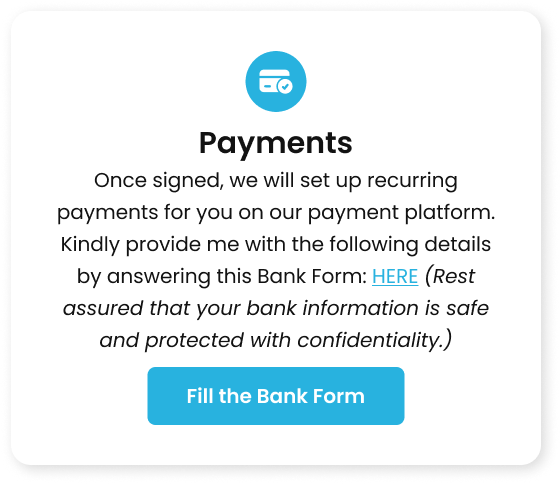 Payments
Once signed, we will set up recurring
payments for you on our payment platform.
Kindly provide me with the following details
by answering this Bank Form: HERE (Rest
assured that your bank information is safe
and protected with confidentiality.)
Fill the Bank Form